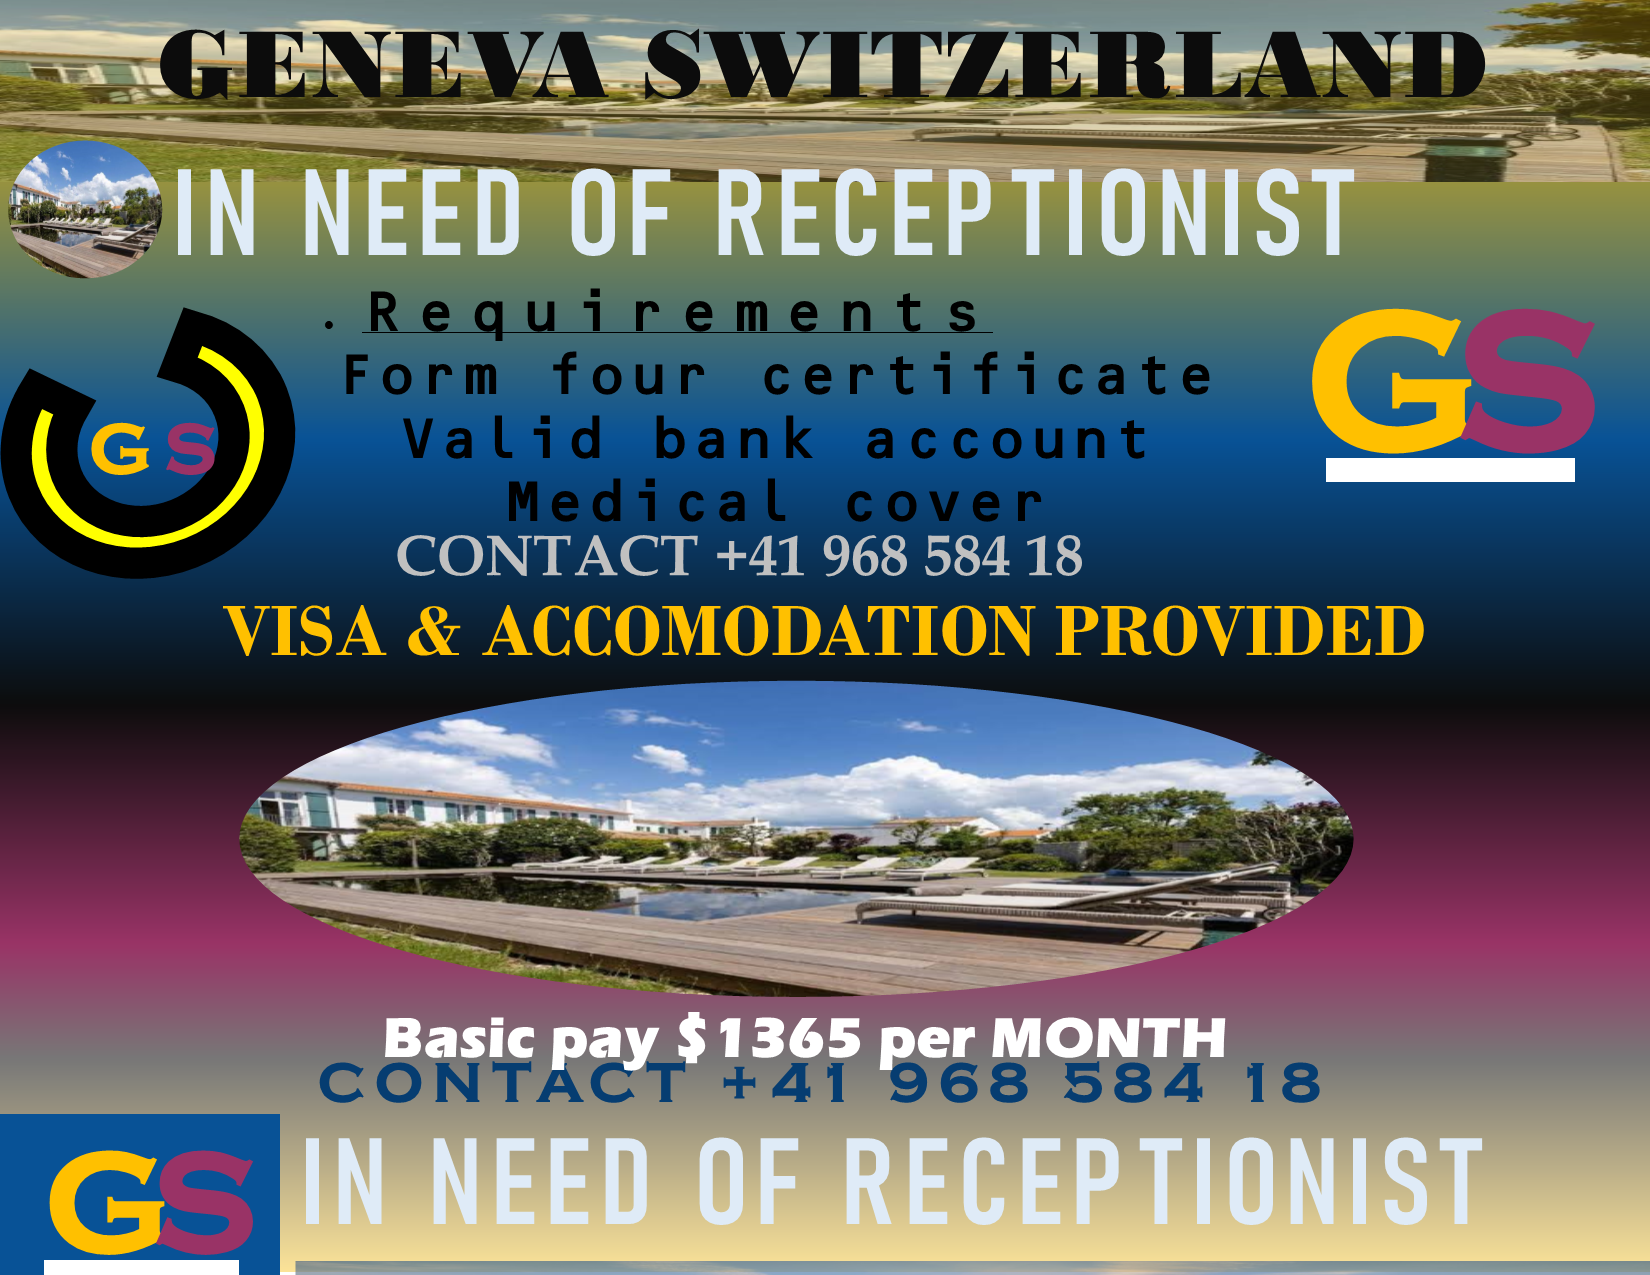 GENEVA SWITZERLAND
IN NEED OF RECEPTIONIST
. Requirements
Form four certificate
Valid bank account
Medical cover
G S
GS
CONTACT +41 968 584 18
VISA & ACCOMODATION PROVIDED
Basic pay $1365 per MONTH
CONTACT +41 968 584 18
GS
IN NEED OF RECEPTIONIST